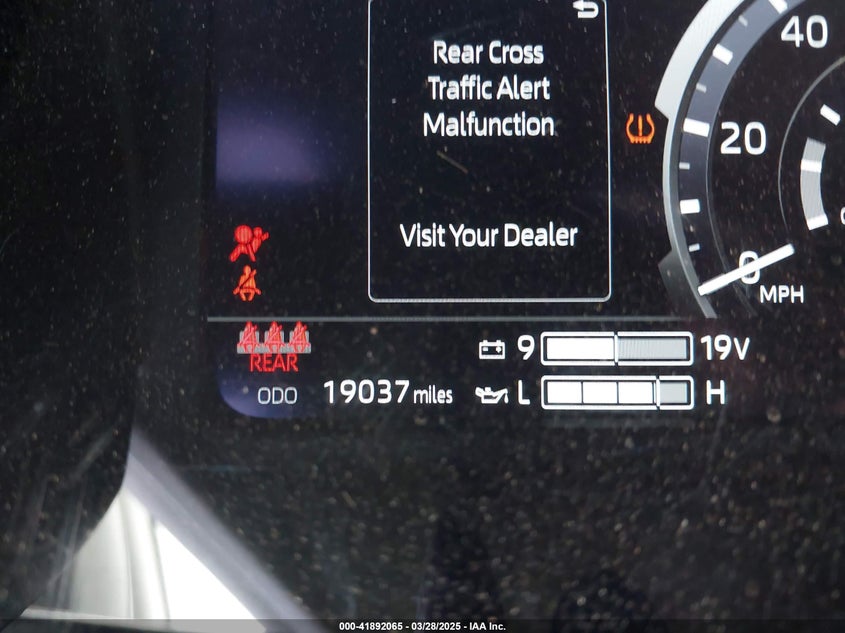 Rear Cross
Traffic Alert
Malfunction
Visit Your Dealer
40
20
0
MPH
REAR
9 19V
ODO 19037 miles L H
000-41892065 - 03/28/2025 - IAA Inc.